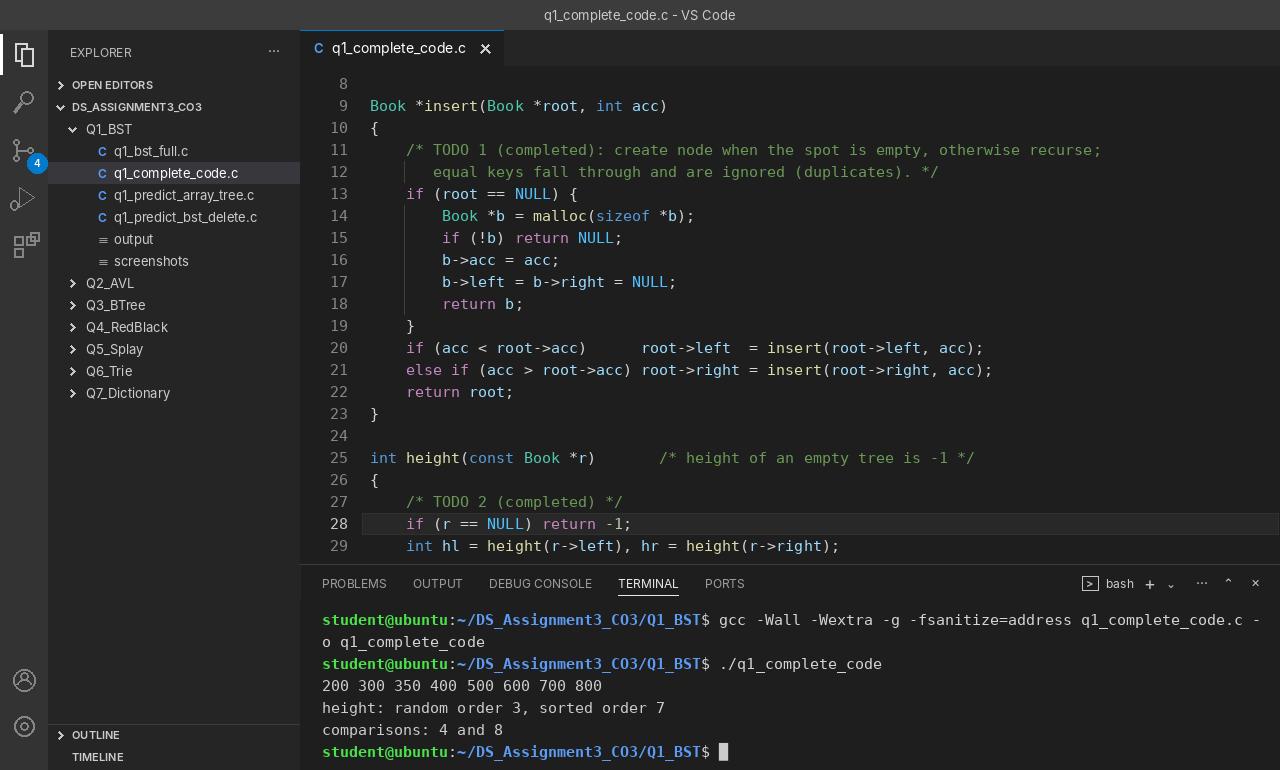 q1_complete_code.c - VS Code
EXPLORER
OPEN EDITORS
DS_ASSIGNMENT3_CO3
Q1_BST
C q1_bst_full.c
C q1_complete_code.c
C q1_predict_array_tree.c
C q1_predict_bst_delete.c
output
screenshots
Q2_AVL
Q3_BTree
Q4_RedBlack
Q5_Splay
Q6_Trie
Q7_Dictionary
4
OUTLINE
TIMELINE
C q1_complete_code.c
8
9 Book *insert(Book *root, int acc)
10 {
11     /* TODO 1 (completed): create node when the spot is empty, otherwise recurse;
12        equal keys fall through and are ignored (duplicates). */
13     if (root == NULL) {
14         Book *b = malloc(sizeof *b);
15         if (!b) return NULL;
16         b->acc = acc;
17         b->left = b->right = NULL;
18         return b;
19     }
20     if (acc < root->acc)      root->left  = insert(root->left, acc);
21     else if (acc > root->acc) root->right = insert(root->right, acc);
22     return root;
23 }
24
25 int height(const Book *r)       /* height of an empty tree is -1 */
26 {
27     /* TODO 2 (completed) */
28     if (r == NULL) return -1;
29     int hl = height(r->left), hr = height(r->right);
PROBLEMS OUTPUT DEBUG CONSOLE TERMINAL PORTS bash
student@ubuntu:~/DS_Assignment3_CO3/Q1_BST$ gcc -Wall -Wextra -g -fsanitize=address q1_complete_code.c -
o q1_complete_code
student@ubuntu:~/DS_Assignment3_CO3/Q1_BST$ ./q1_complete_code
200 300 350 400 500 600 700 800
height: random order 3, sorted order 7
comparisons: 4 and 8
student@ubuntu:~/DS_Assignment3_CO3/Q1_BST$